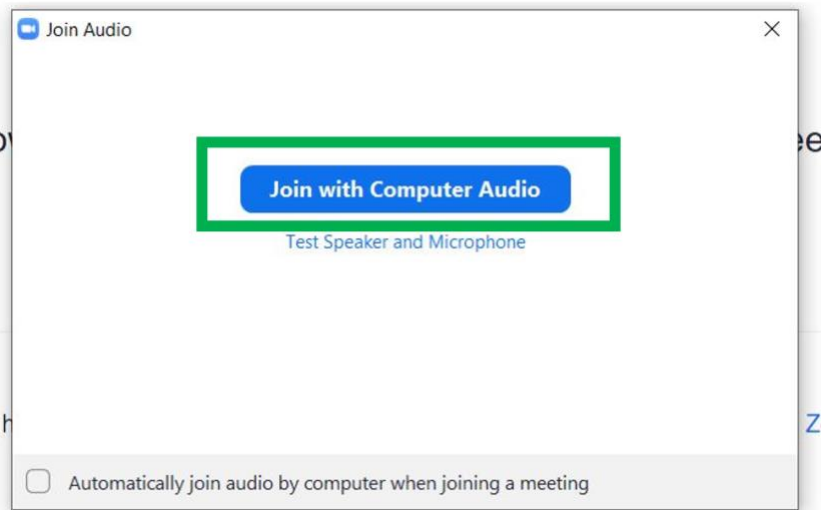 Join Audio
Join with Computer Audio
Test Speaker and Microphone
Automatically join audio by computer when joining a meeting